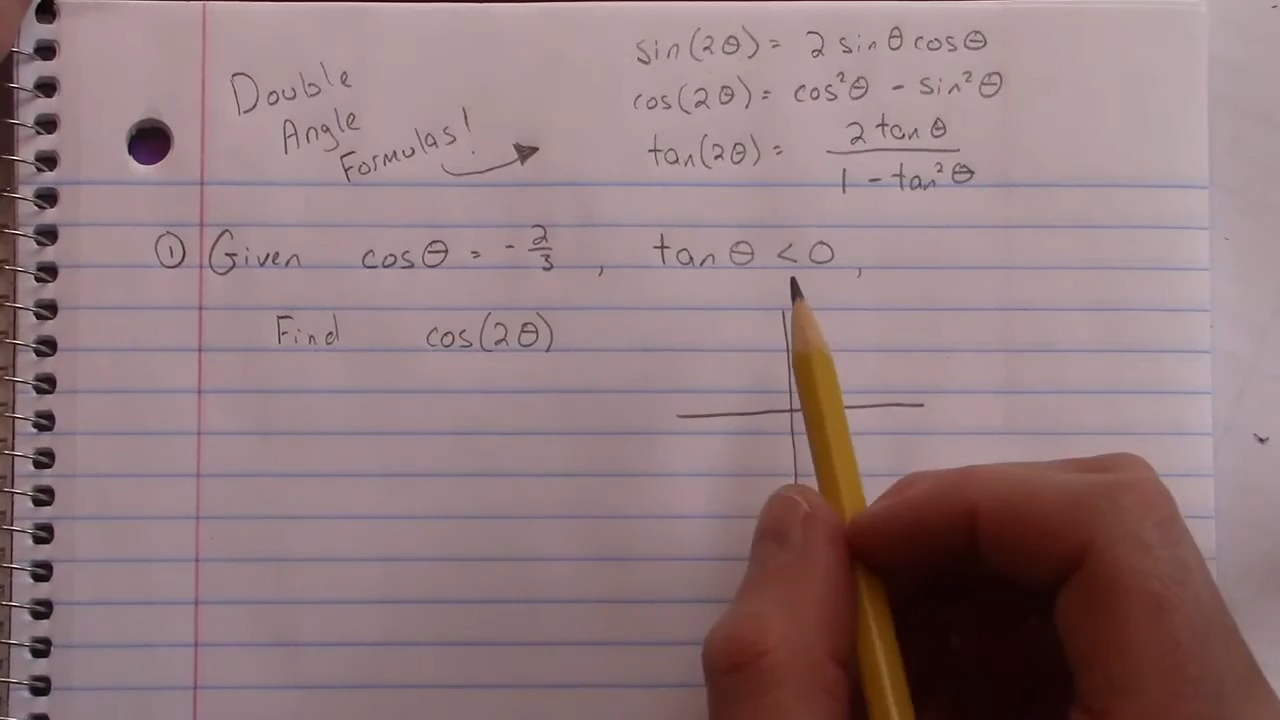 Double
Angle
Formulas!
sin(2θ) = 2 sinθ cosθ
cos(2θ) = cos²θ - sin²θ
tan(2θ) = 2 tanθ / 1 - tan²θ
① Given cosθ = -2/3, tanθ < 0,
Find cos(2θ)